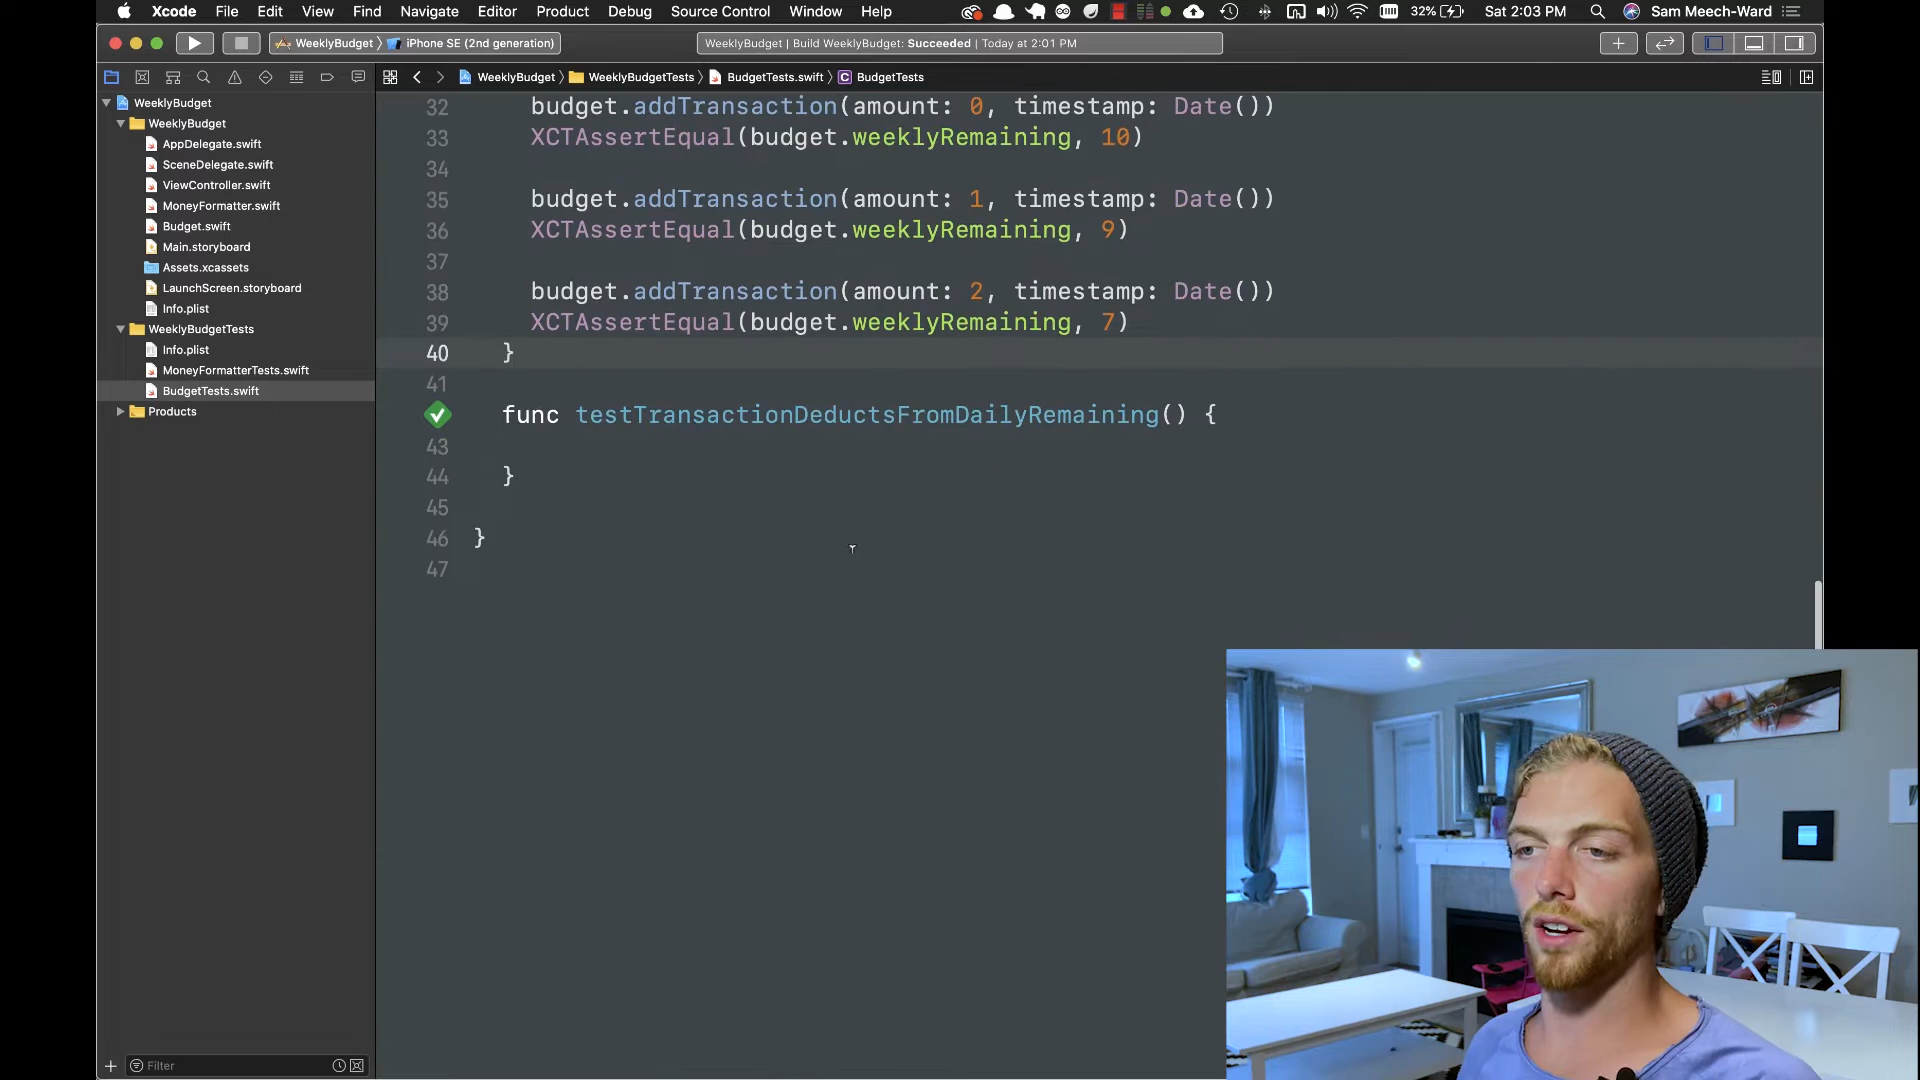 Xcode File Edit View Find Navigate Editor Product Debug Source Control Window Help 32% Sat 2:03 PM Sam Meech-Ward
WeeklyBudget iPhone SE (2nd generation) WeeklyBudget | Build WeeklyBudget: Succeeded | Today at 2:01 PM
WeeklyBudget WeeklyBudgetTests BudgetTests.swift C BudgetTests
WeeklyBudget
WeeklyBudget
AppDelegate.swift
SceneDelegate.swift
ViewController.swift
MoneyFormatter.swift
Budget.swift
Main.storyboard
Assets.xcassets
LaunchScreen.storyboard
Info.plist
WeeklyBudgetTests
Info.plist
MoneyFormatterTests.swift
BudgetTests.swift
Products
Filter
32 budget.addTransaction(amount: 0, timestamp: Date())
33 XCTAssertEqual(budget.weeklyRemaining, 10)
34
35 budget.addTransaction(amount: 1, timestamp: Date())
36 XCTAssertEqual(budget.weeklyRemaining, 9)
37
38 budget.addTransaction(amount: 2, timestamp: Date())
39 XCTAssertEqual(budget.weeklyRemaining, 7)
40 }
41
func testTransactionDeductsFromDailyRemaining() {
43
44 }
45
46 }
47